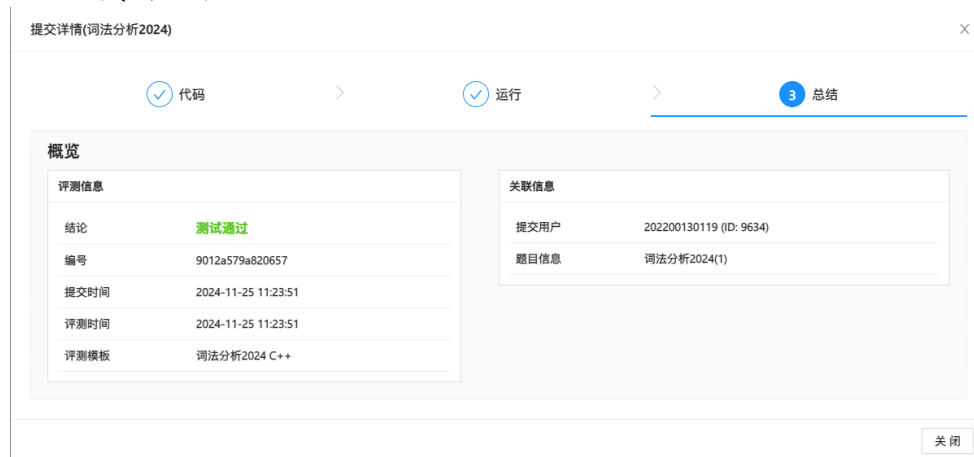 提交详情(词法分析2024)
代码
运行
3 总结
概览
评测信息
结论 测试通过
编号 9012a579a820657
提交时间 2024-11-25 11:23:51
评测时间 2024-11-25 11:23:51
评测模板 词法分析2024 C++
关联信息
提交用户 202200130119 (ID: 9634)
题目信息 词法分析2024(1)
关 闭